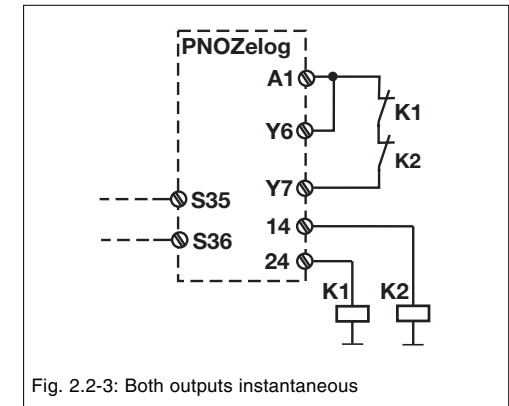 PNOZelog
A1
K1
Y6
K2
Y7
S35
14
S36
24
K1 K2
Fig. 2.2-3: Both outputs instantaneous